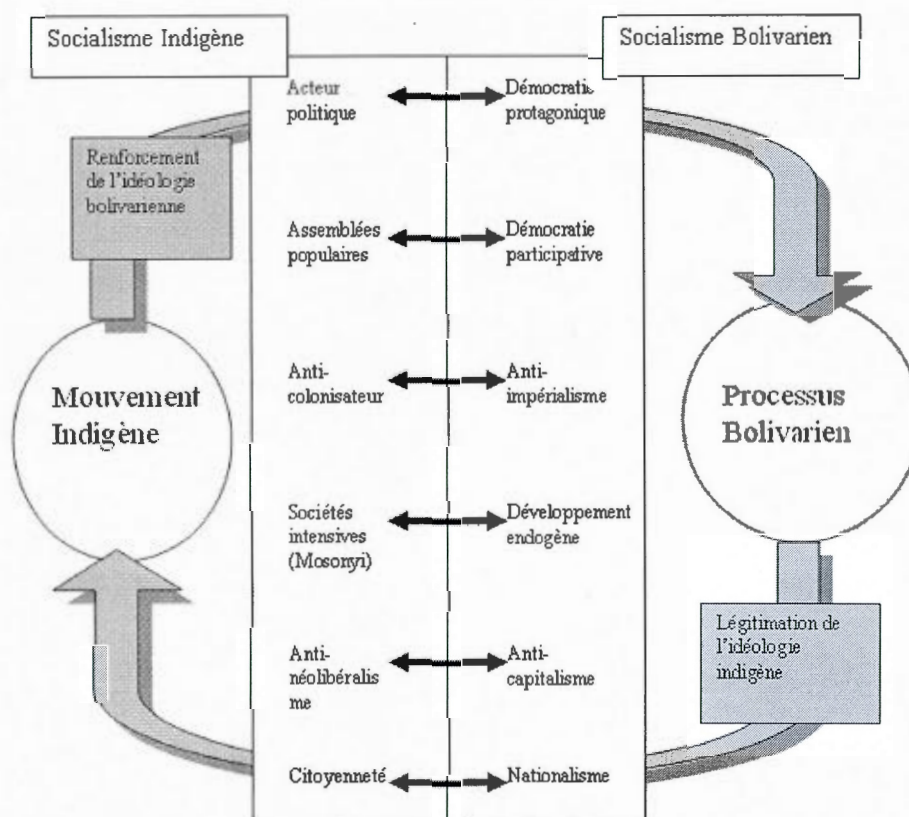 Socialisme Indigène
Socialisme Bolivarien
Acteur
politique
Démocratie
protagonique
Renforcement
de l'idéologie
bolivarienne
Assemblées
populaires
Démocratie
participative
Mouvement
Indigène
Anti-
colonisateur
Anti-
impérialisme
Processus
Bolivarien
Sociétés
intensives
(Mosonyi)
Développement
endogène
Légitimation de
l'idéologie
indigène
Anti-
néolibéralis
me
Anti-
capitalisme
Citoyenneté
Nationalisme